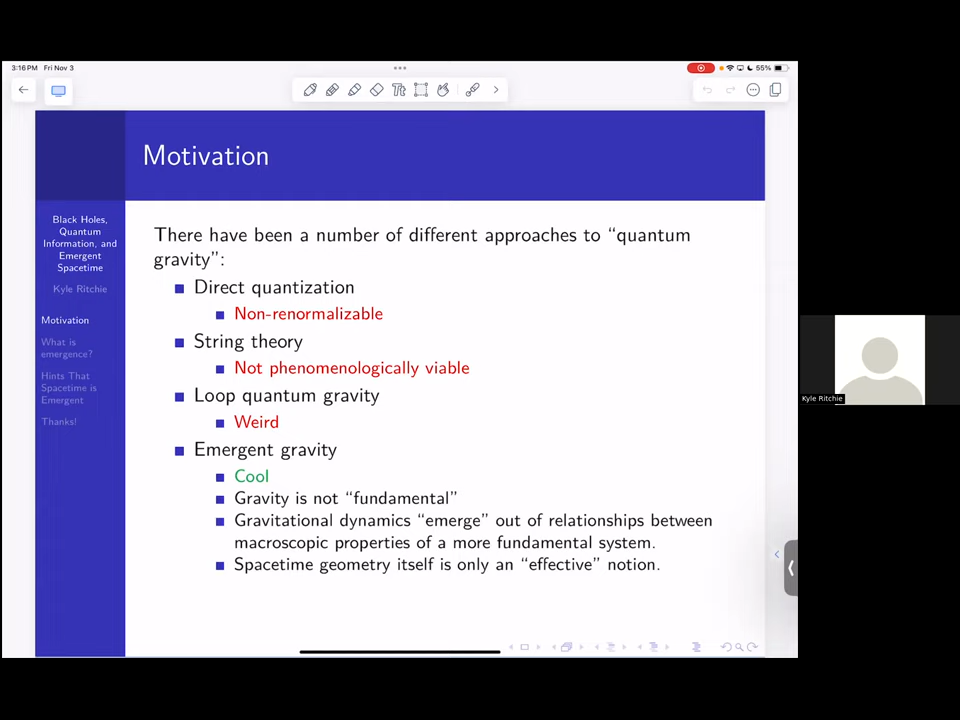 3:16 PM Fri Nov 3
55%
Motivation
Black Holes,
Quantum
Information, and
Emergent
Spacetime
Kyle Ritchie
Motivation
What is
emergence?
Hints That
Spacetime is
Emergent
Thanks!
There have been a number of different approaches to “quantum
gravity”:
Direct quantization
Non-renormalizable
String theory
Not phenomenologically viable
Loop quantum gravity
Weird
Emergent gravity
Cool
Gravity is not “fundamental”
Gravitational dynamics “emerge” out of relationships between
macroscopic properties of a more fundamental system.
Spacetime geometry itself is only an “effective” notion.
Kyle Ritchie